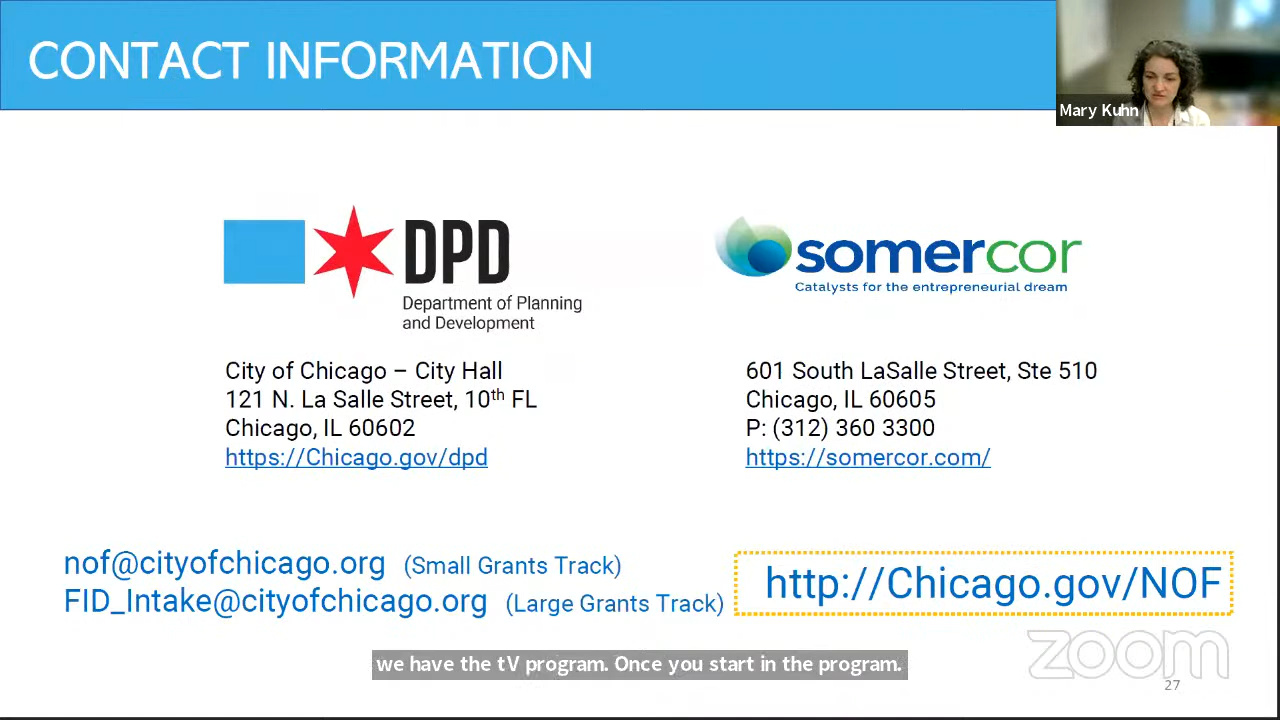 CONTACT INFORMATION
Mary Kuhn
DPD
Department of Planning
and Development
somercor
Catalysts for the entrepreneurial dream
City of Chicago – City Hall
121 N. La Salle Street, 10th FL
Chicago, IL 60602
https://Chicago.gov/dpd
601 South LaSalle Street, Ste 510
Chicago, IL 60605
P: (312) 360 3300
https://somercor.com/
nof@cityofchicago.org (Small Grants Track)
FID_Intake@cityofchicago.org (Large Grants Track)
http://Chicago.gov/NOF
zoom
we have the tV program. Once you start in the program.
27